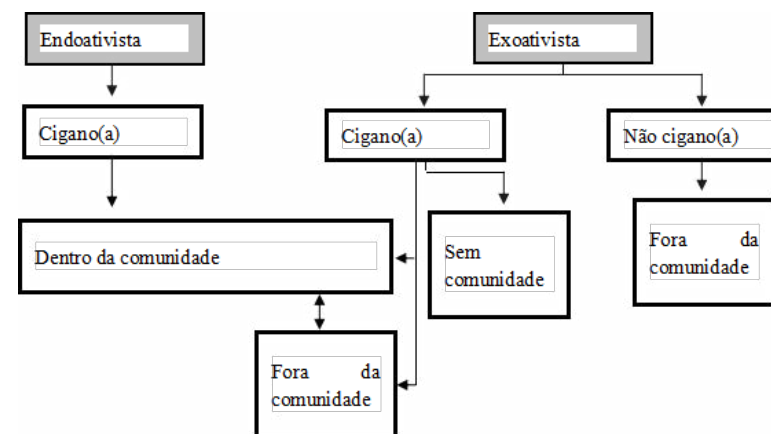 Endoativista
Exoativista
Cigano(a)
Cigano(a)
Não cigano(a)
Dentro da comunidade
Sem
comunidade
Fora da
comunidade
Fora da
comunidade